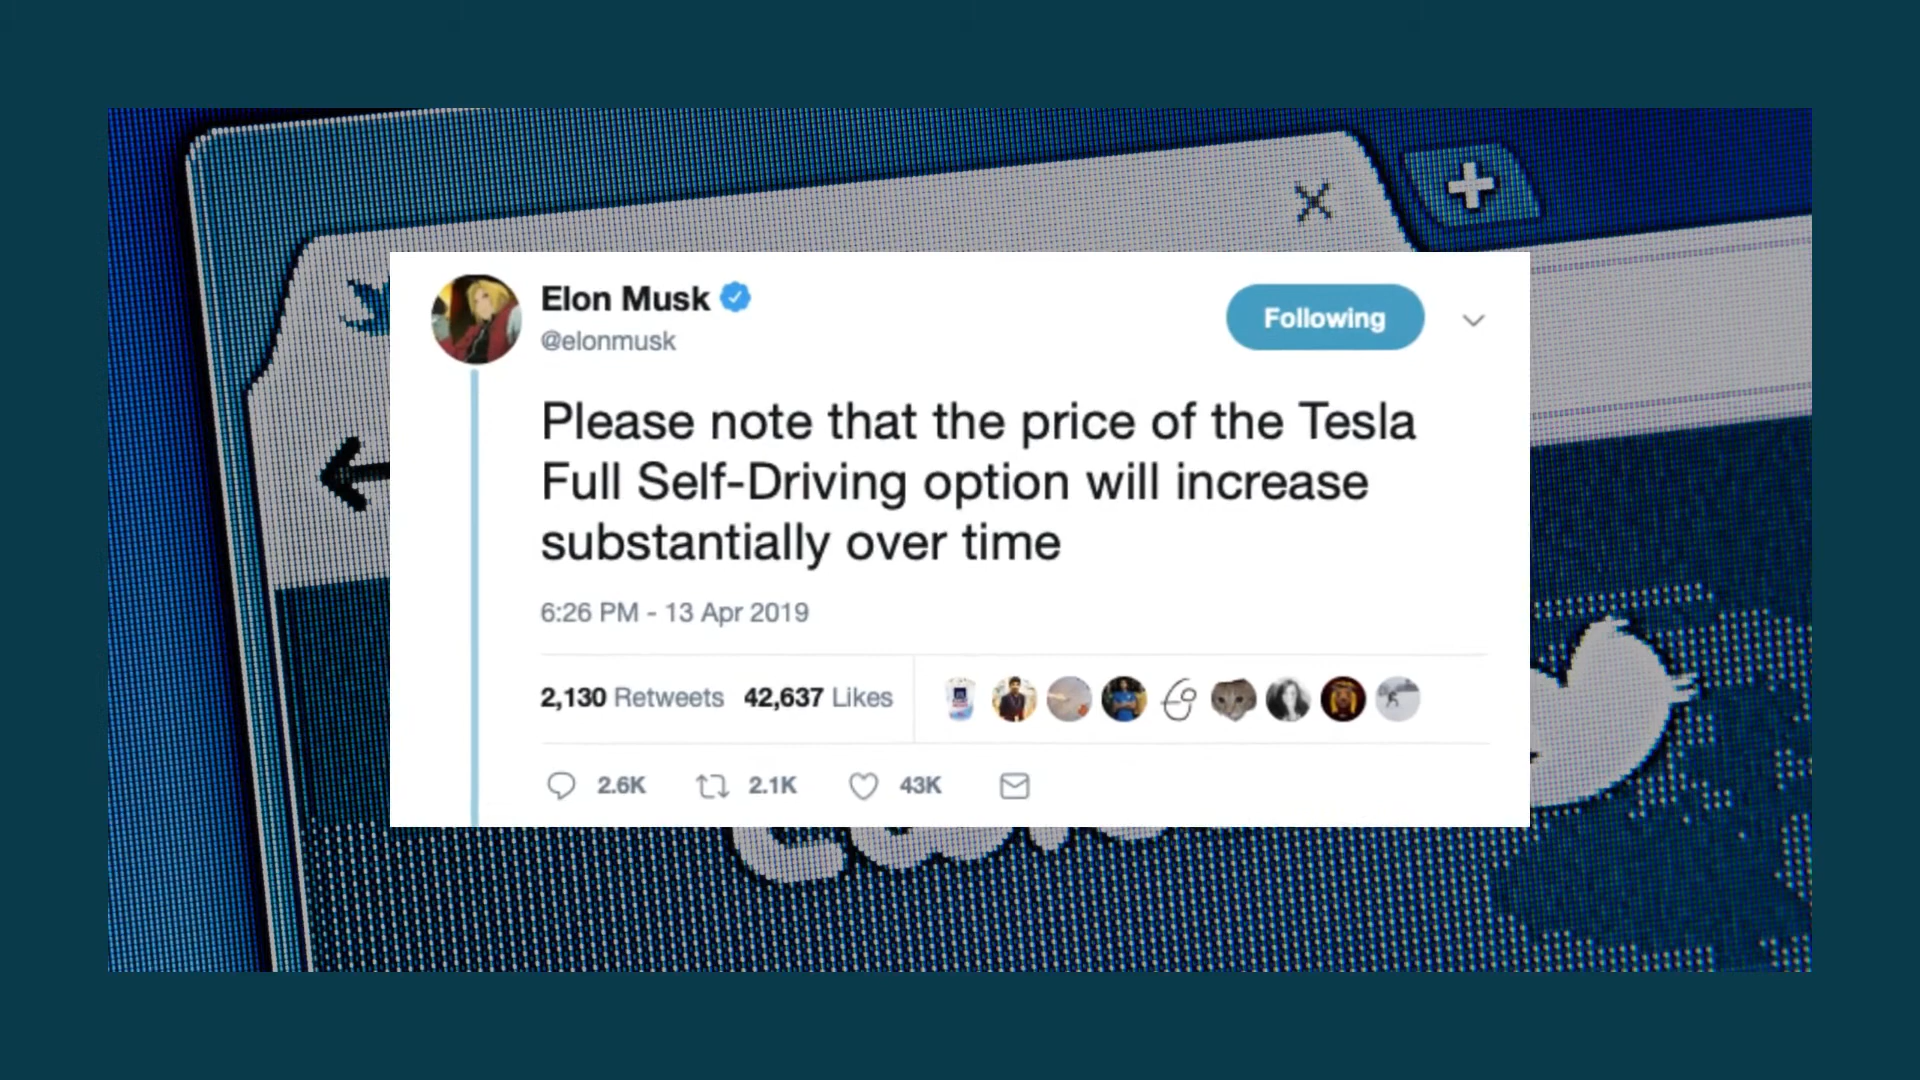 Elon Musk
@elonmusk
Following
Please note that the price of the Tesla
Full Self-Driving option will increase
substantially over time
6:26 PM - 13 Apr 2019
2,130 Retweets 42,637 Likes
2.6K 2.1K 43K